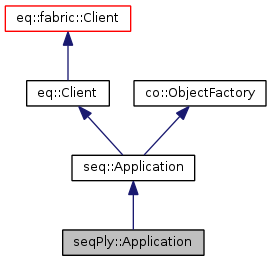 eq::fabric::Client
eq::Client
co::ObjectFactory
seq::Application
seqPly::Application